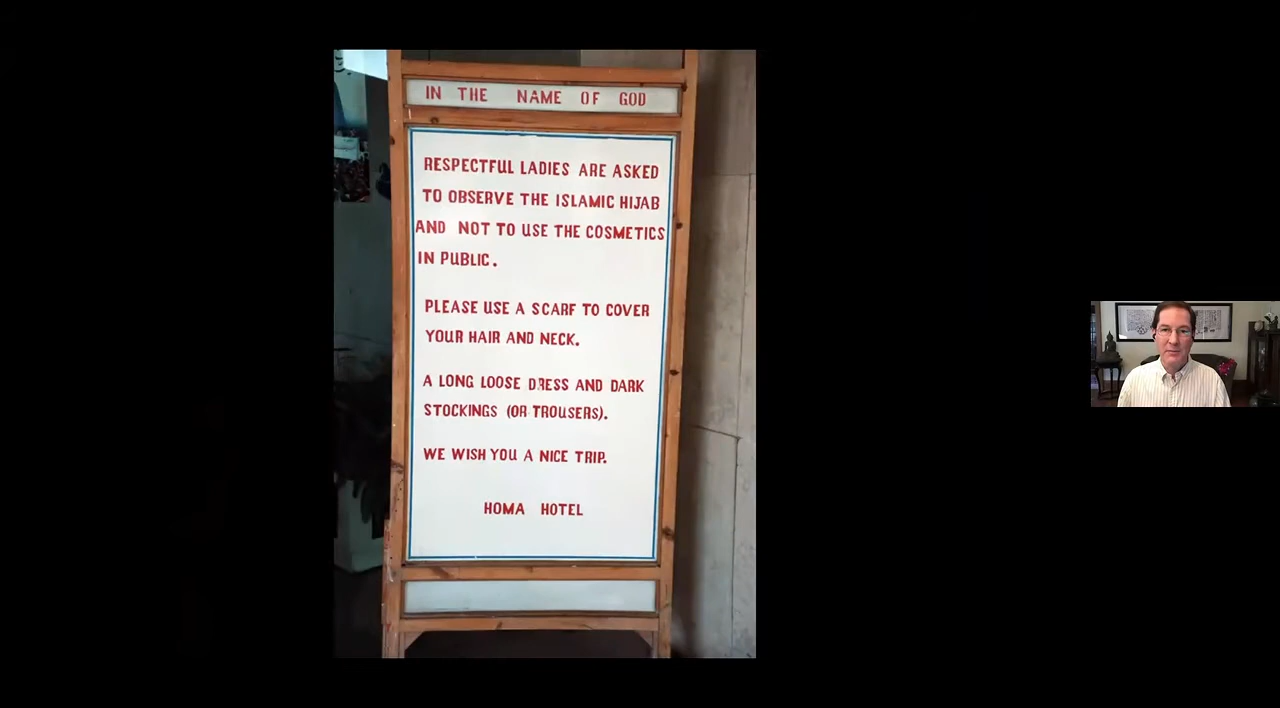 IN THE NAME OF GOD
RESPECTFUL LADIES ARE ASKED
TO OBSERVE THE ISLAMIC HIJAB
AND NOT TO USE THE COSMETICS
IN PUBLIC.
PLEASE USE A SCARF TO COVER
YOUR HAIR AND NECK.
A LONG LOOSE DRESS AND DARK
STOCKINGS (OR TROUSERS).
WE WISH YOU A NICE TRIP.
HOMA HOTEL